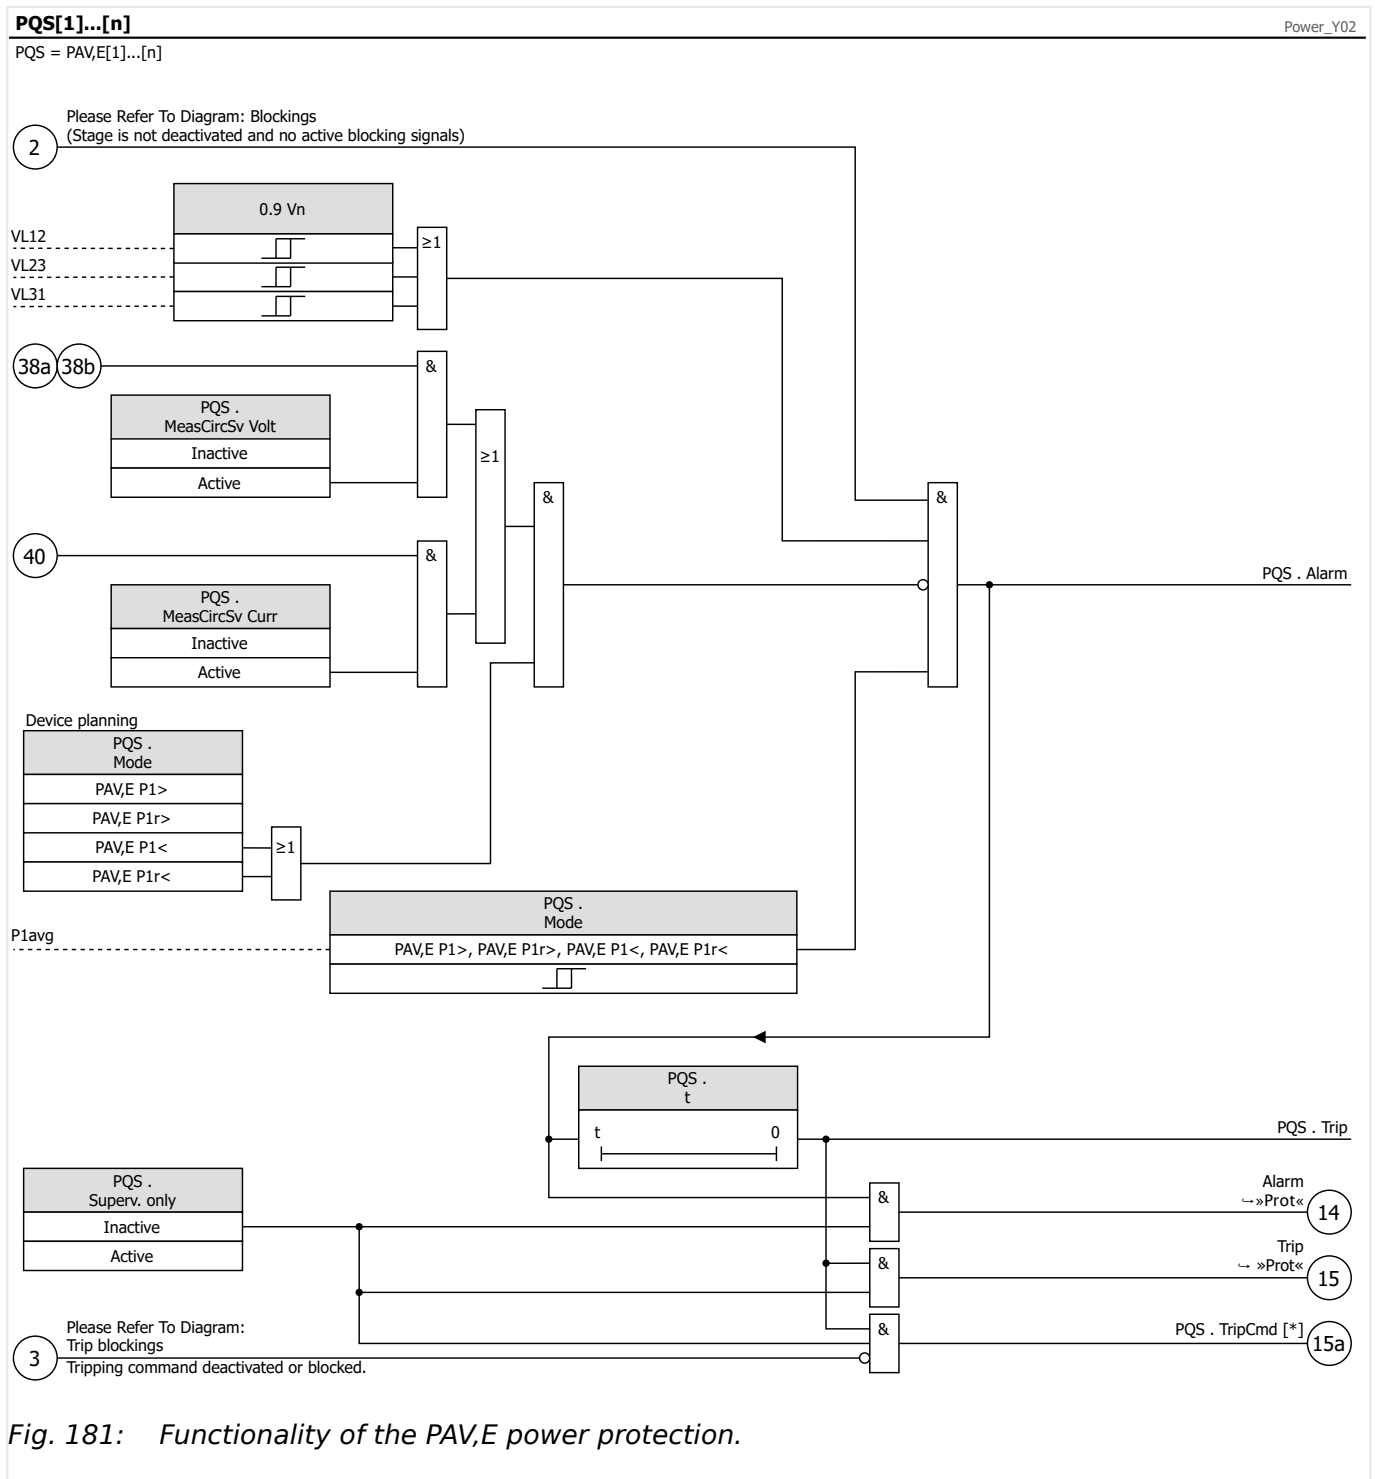 PQS[1]...[n]
Power_Y02
PQS = PAV,E[1]...[n]
Please Refer To Diagram: Blockings
(Stage is not deactivated and no active blocking signals)
2
0.9 Vn
VL12
VL23
VL31
≥1
38a 38b
&
PQS .
MeasCircSv Volt
Inactive
Active
≥1
&
&
40
&
PQS .
MeasCircSv Curr
Inactive
Active
PQS . Alarm
Device planning
PQS .
Mode
PAV,E P1>
PAV,E P1r>
PAV,E P1<
PAV,E P1r<
≥1
PQS .
Mode
P1avg
PAV,E P1>, PAV,E P1r>, PAV,E P1<, PAV,E P1r<
PQS .
t
t 0
PQS . Trip
PQS .
Superv. only
Inactive
Active
&
Alarm
↪»Prot«
14
&
Trip
↪ »Prot«
15
&
PQS . TripCmd [*]
15a
Please Refer To Diagram:
Trip blockings
3
Tripping command deactivated or blocked.
Fig. 181: Functionality of the PAV,E power protection.